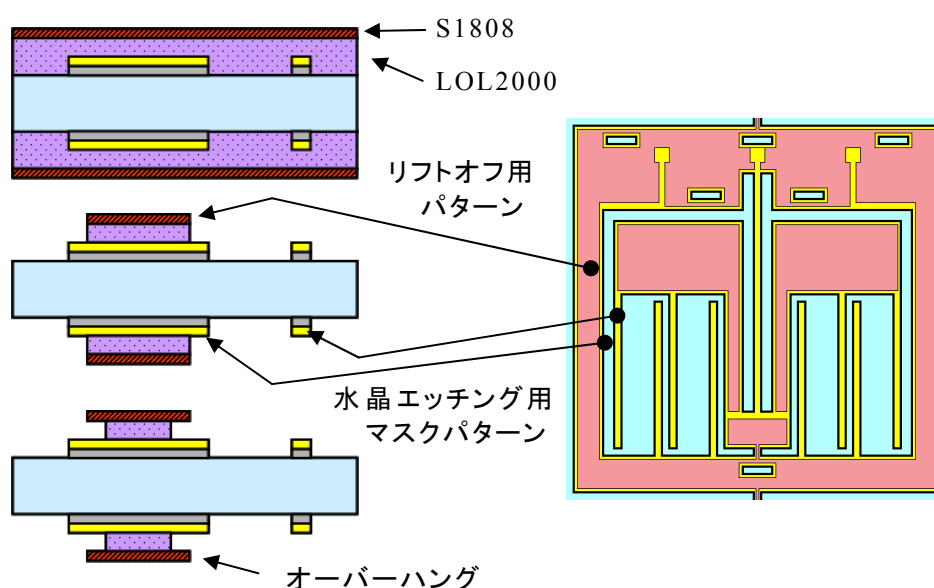 S1808
LOL2000
リフトオフ用
パターン
水晶エッチング用
マスクパターン
オーバーハング